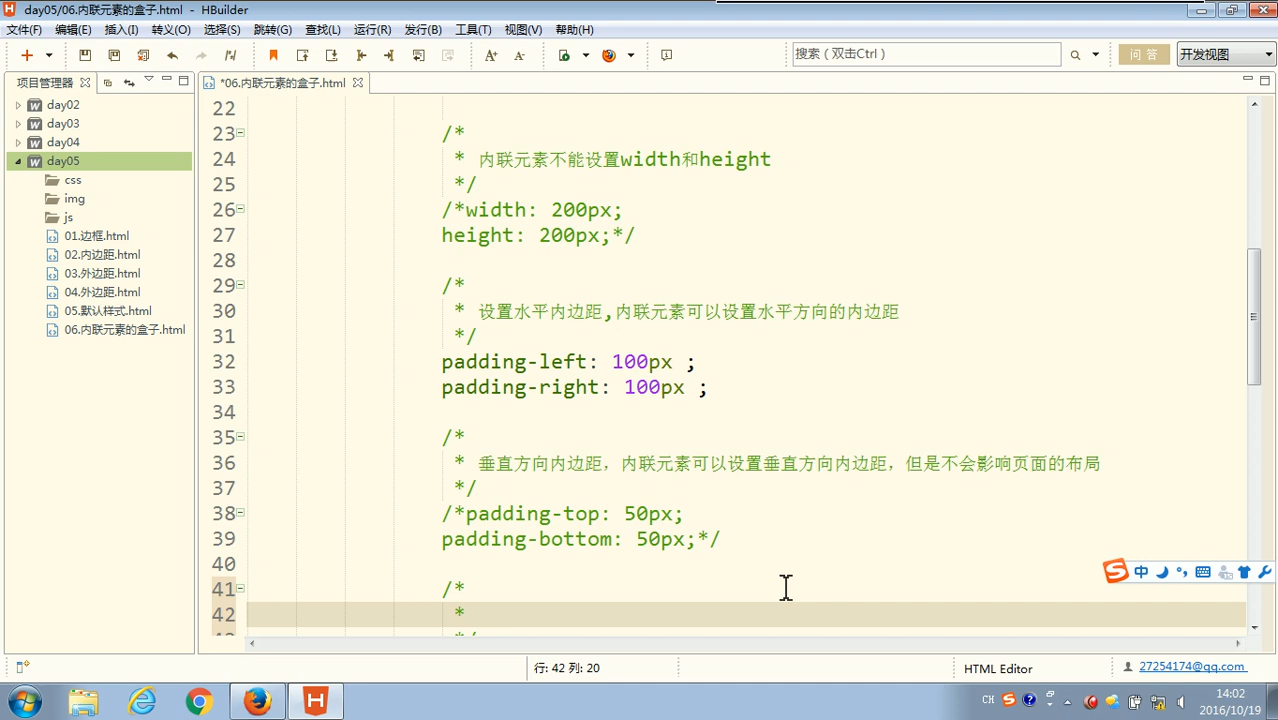 day05/06.内联元素的盒子.html - HBuilder
文件(F) 编辑(E) 插入(I) 转义(O) 选择(S) 跳转(G) 查找(L) 运行(R) 发行(B) 工具(T) 视图(V) 帮助(H)
搜索（双击Ctrl） 问答 开发视图
项目管理器 *06.内联元素的盒子.html
day02
day03
day04
day05
css
img
js
01.边框.html
02.内边距.html
03.外边距.html
04.外边距.html
05.默认样式.html
06.内联元素的盒子.html
22
23 /*
24 * 内联元素不能设置width和height
25 */
26 /*width: 200px;
27 height: 200px;*/
28
29 /*
30 * 设置水平内边距,内联元素可以设置水平方向的内边距
31 */
32 padding-left: 100px ;
33 padding-right: 100px ;
34
35 /*
36 * 垂直方向内边距，内联元素可以设置垂直方向内边距，但是不会影响页面的布局
37 */
38 /*padding-top: 50px;
39 padding-bottom: 50px;*/
40
41 /*
42 *
中
行: 42 列: 20 HTML Editor 27254174@qq.com
CH 14:02
2016/10/19